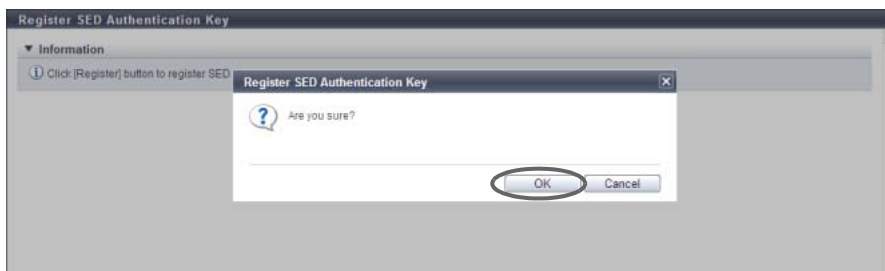 Register SED Authentication Key
▼ Information
Click [Register] button to register SED
Register SED Authentication Key
Are you sure?
OK
Cancel